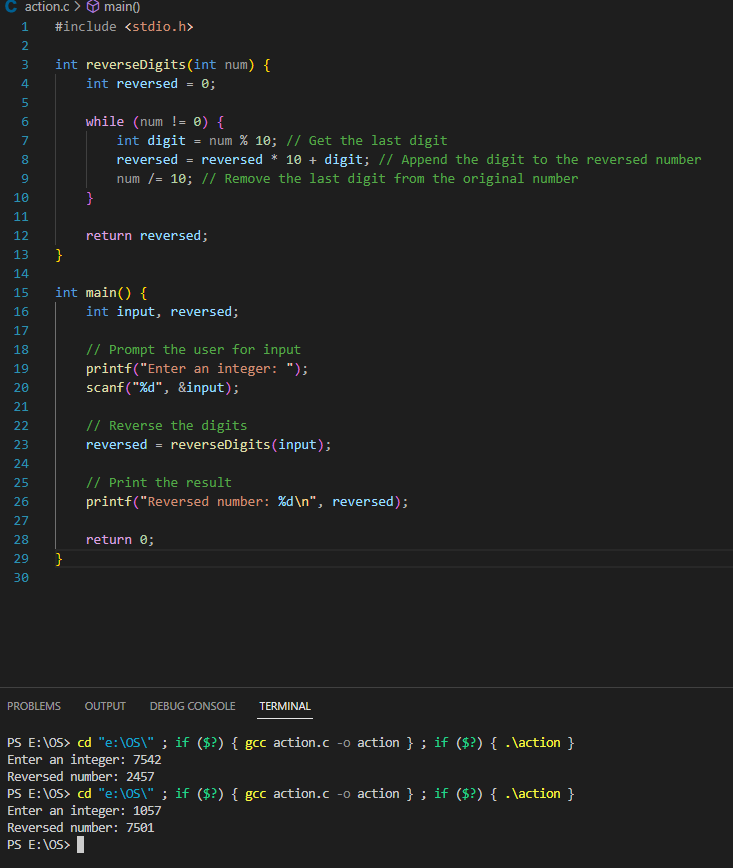 action.c > main()
1 #include <stdio.h>
2
3 int reverseDigits(int num) {
4     int reversed = 0;
5
6     while (num != 0) {
7         int digit = num % 10; // Get the last digit
8         reversed = reversed * 10 + digit; // Append the digit to the reversed number
9         num /= 10; // Remove the last digit from the original number
10     }
11
12     return reversed;
13 }
14
15 int main() {
16     int input, reversed;
17
18     // Prompt the user for input
19     printf("Enter an integer: ");
20     scanf("%d", &input);
21
22     // Reverse the digits
23     reversed = reverseDigits(input);
24
25     // Print the result
26     printf("Reversed number: %d\n", reversed);
27
28     return 0;
29 }
30
PROBLEMS OUTPUT DEBUG CONSOLE TERMINAL
PS E:\OS> cd "e:\OS\" ; if ($?) { gcc action.c -o action } ; if ($?) { .\action }
Enter an integer: 7542
Reversed number: 2457
PS E:\OS> cd "e:\OS\" ; if ($?) { gcc action.c -o action } ; if ($?) { .\action }
Enter an integer: 1057
Reversed number: 7501
PS E:\OS>